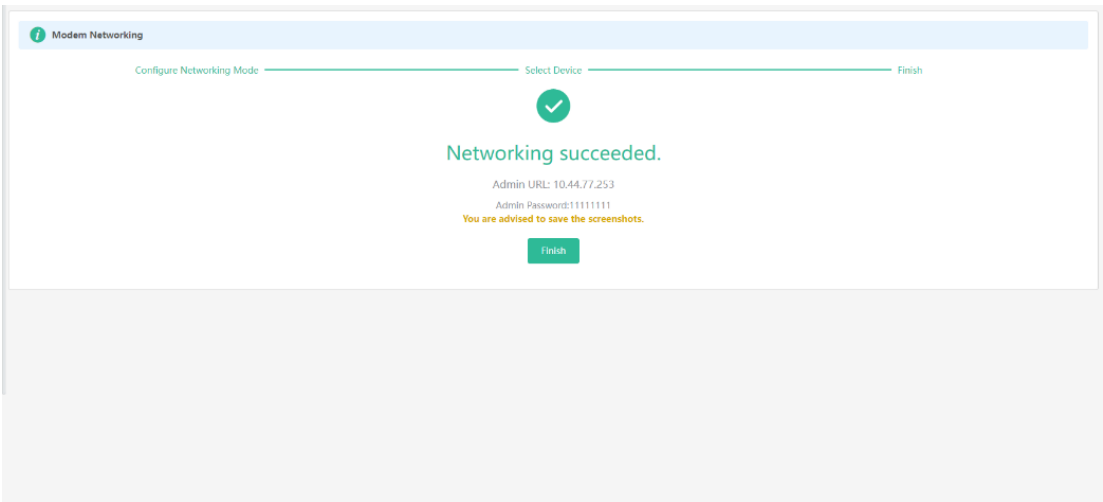 Modem Networking
Configure Networking Mode Select Device Finish
Networking succeeded.
Admin URL: 10.44.77.253
Admin Password:11111111
You are advised to save the screenshots.
Finish